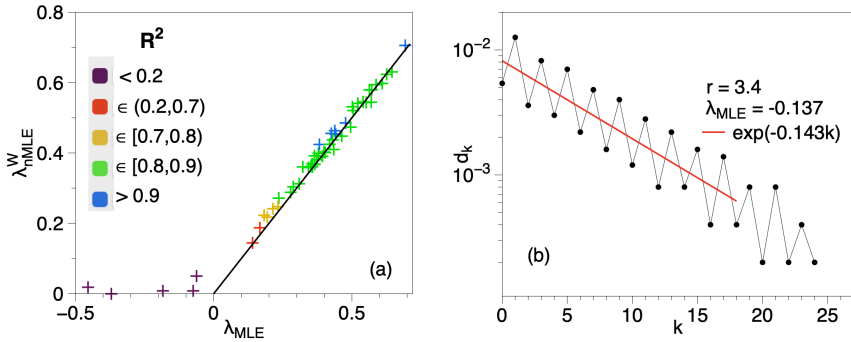 0.8
0.6
0.4
0.2
0
λ^W_nMLE
R²
< 0.2
∈ (0.2,0.7)
∈ [0.7,0.8)
∈ [0.8,0.9)
> 0.9
(a)
−0.5 0 0.5
λ_MLE
10⁻²
10⁻³
d_k
r = 3.4
λ_MLE = -0.137
exp(-0.143k)
(b)
0 5 10 15 20 25
k